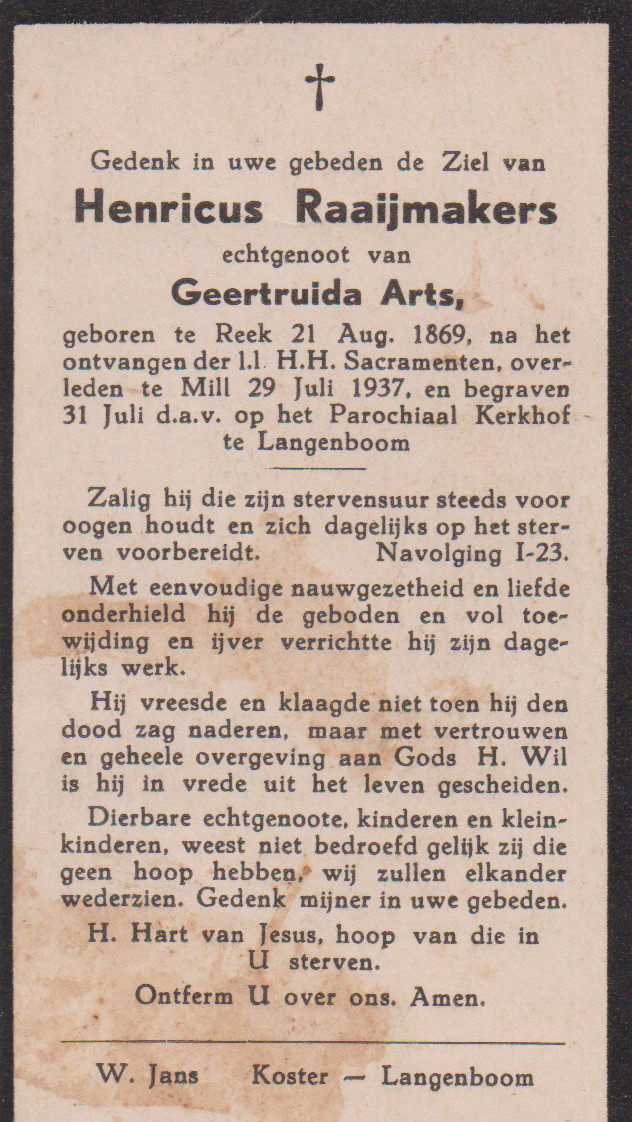 Gedenk in uwe gebeden de Ziel van
Henricus Raaijmakers
echtgenoot van
Geertruida Arts,
geboren te Reek 21 Aug. 1869, na het
ontvangen der l.l. H.H. Sacramenten, over-
leden te Mill 29 Juli 1937, en begraven
31 Juli d.a.v. op het Parochiaal Kerkhof
te Langenboom
Zalig hij die zijn stervensuur steeds voor
oogen houdt en zich dagelijks op het ster-
ven voorbereidt. Navolging I-23.
Met eenvoudige nauwgezetheid en liefde
onderhield hij de geboden en vol toe-
wijding en ijver verrichtte hij zijn dage-
lijks werk.
Hij vreesde en klaagde niet toen hij den
dood zag naderen, maar met vertrouwen
en geheele overgeving aan Gods H. Wil
is hij in vrede uit het leven gescheiden.
Dierbare echtgenoote, kinderen en klein-
kinderen, weest niet bedroefd gelijk zij die
geen hoop hebben, wij zullen elkander
wederzien. Gedenk mijner in uwe gebeden.
H. Hart van Jesus, hoop van die in
U sterven.
Ontferm U over ons. Amen.
W. Jans Koster — Langenboom